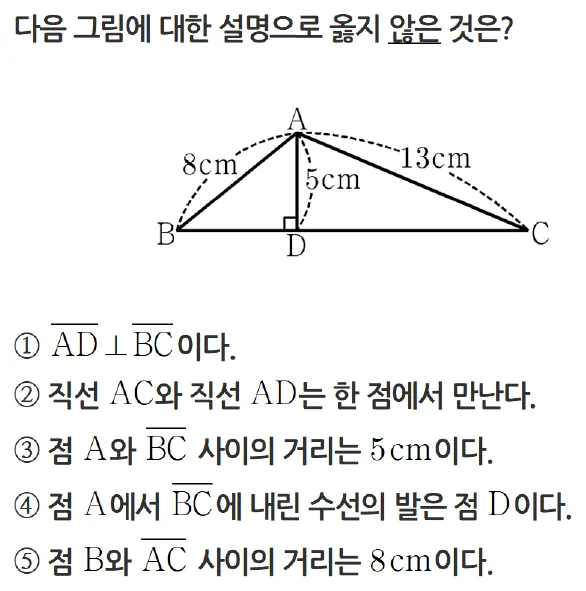 다음 그림에 대한 설명으로 옳지 않은 것은?
A
8cm
13cm
5cm
B
D
C
① AD⊥BC이다.
② 직선 AC와 직선 AD는 한 점에서 만난다.
③ 점 A와 BC 사이의 거리는 5cm이다.
④ 점 A에서 BC에 내린 수선의 발은 점 D이다.
⑤ 점 B와 AC 사이의 거리는 8cm이다.